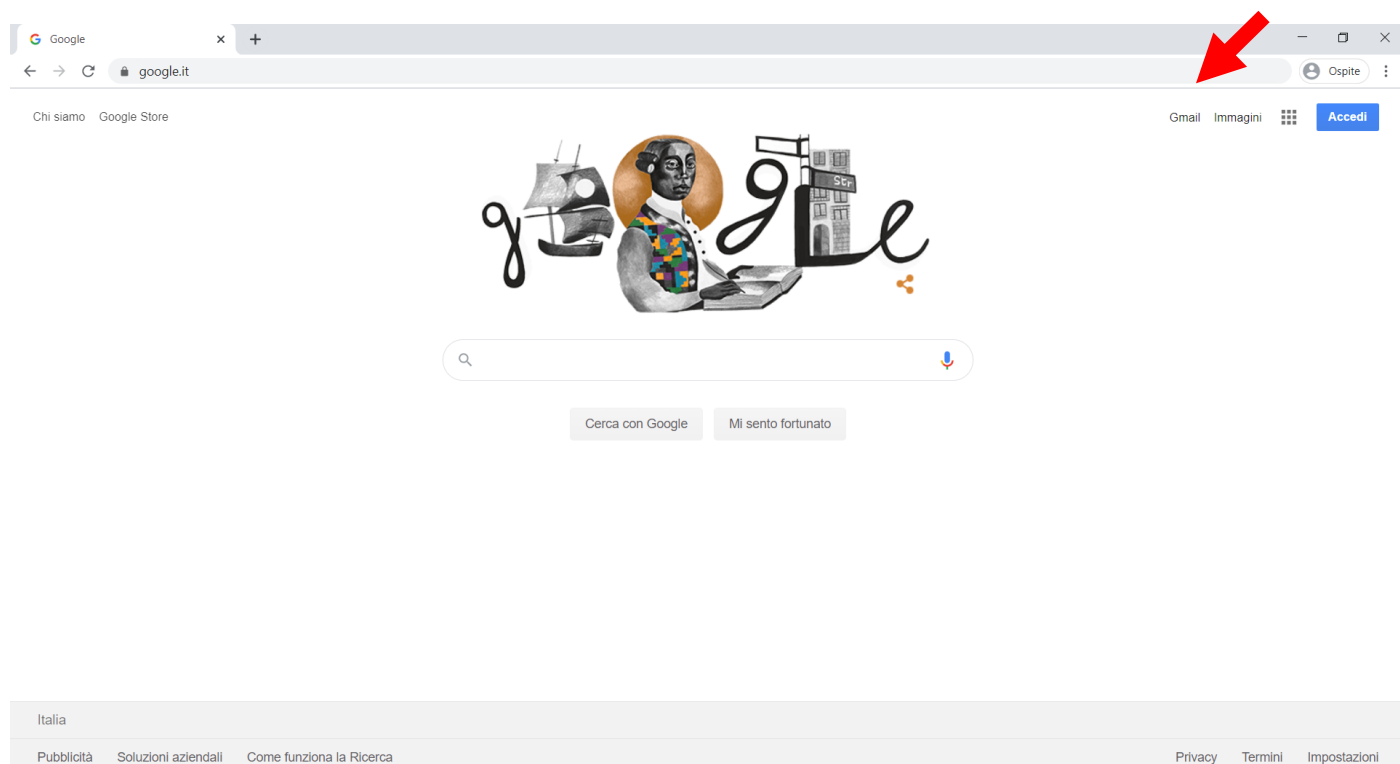 Google
google.it
Ospite
Chi siamo Google Store
Gmail Immagini Accedi
google
Str
Cerca con Google Mi sento fortunato
Italia
Pubblicità Soluzioni aziendali Come funziona la Ricerca
Privacy Termini Impostazioni